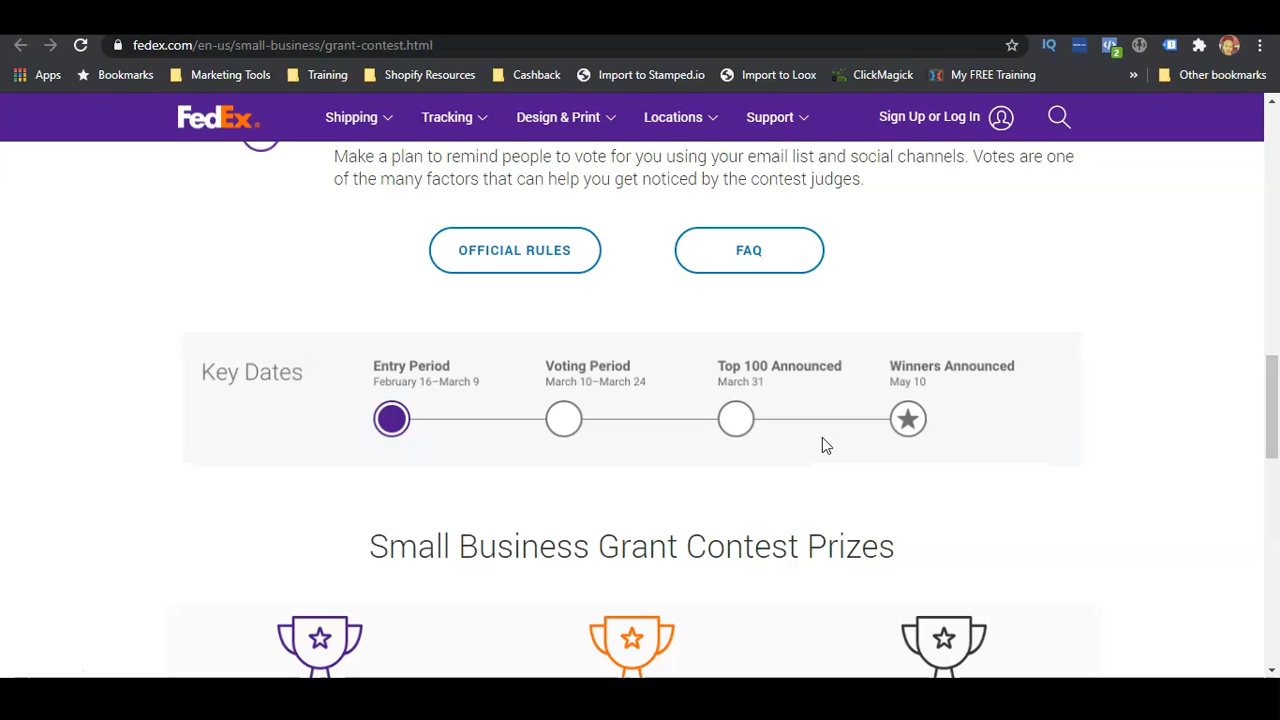 fedex.com/en-us/small-business/grant-contest.html
IQ
2
Apps Bookmarks Marketing Tools Training Shopify Resources Cashback Import to Stamped.io Import to Loox ClickMagick My FREE Training » Other bookmarks
FedEx. Shipping Tracking Design & Print Locations Support Sign Up or Log In
Make a plan to remind people to vote for you using your email list and social channels. Votes are one
of the many factors that can help you get noticed by the contest judges.
OFFICIAL RULES FAQ
Key Dates
Entry Period
February 16–March 9
Voting Period
March 10–March 24
Top 100 Announced
March 31
Winners Announced
May 10
Small Business Grant Contest Prizes